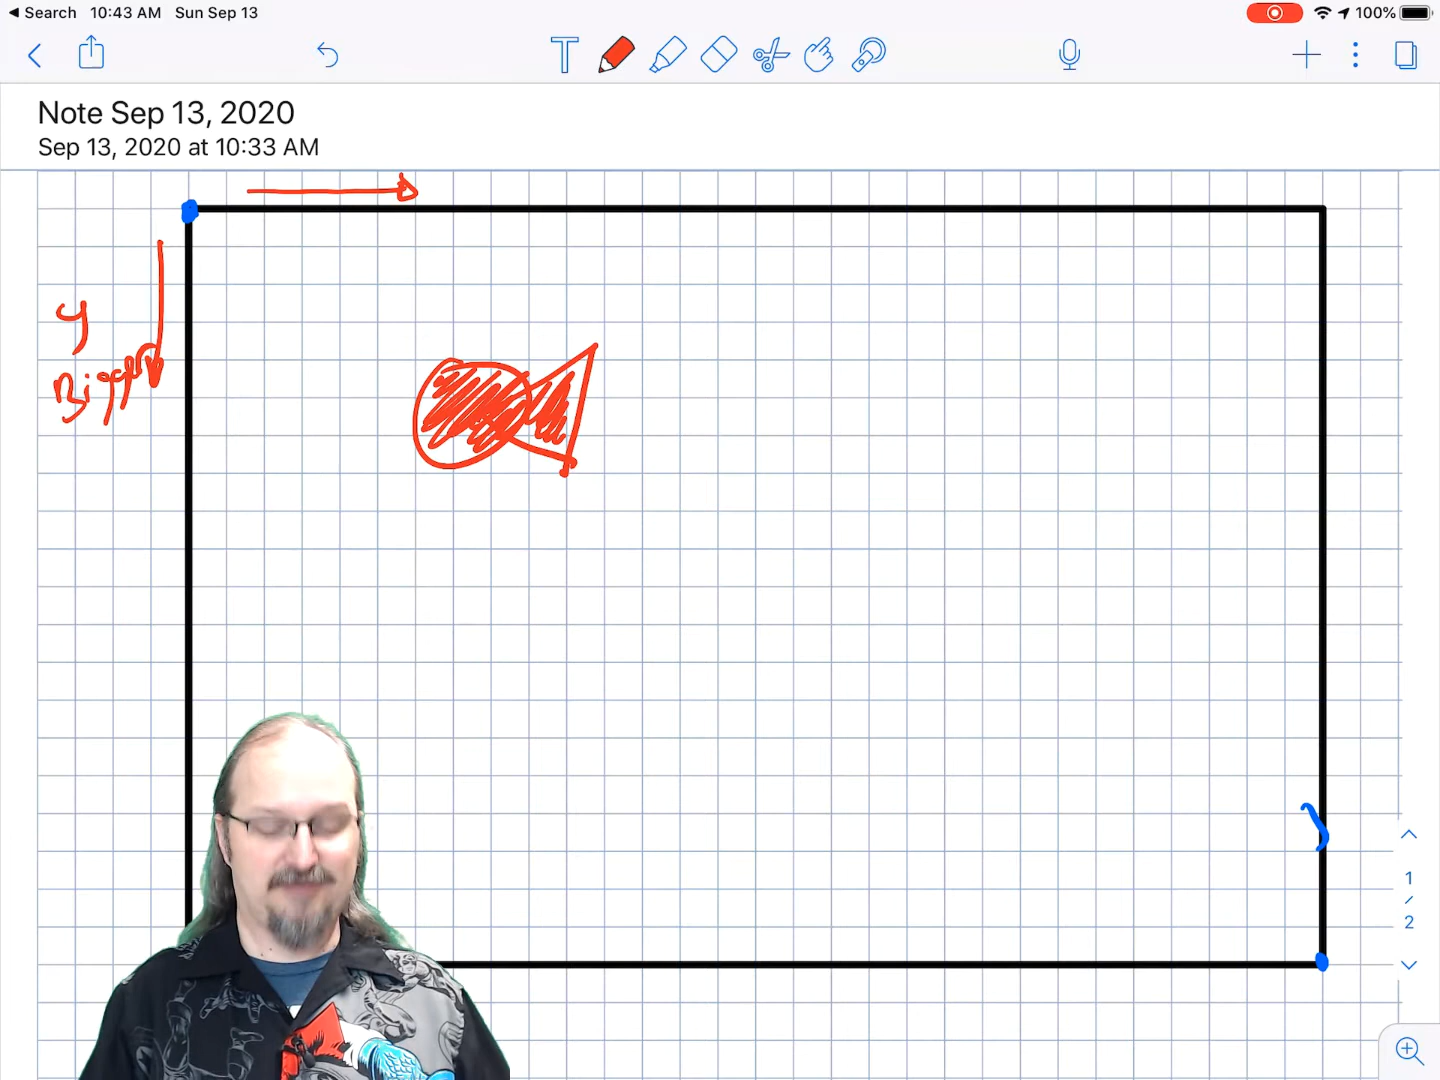 Search 10:43 AM Sun Sep 13 100%
T
Note Sep 13, 2020
Sep 13, 2020 at 10:33 AM
y
Bigger
1
/
2